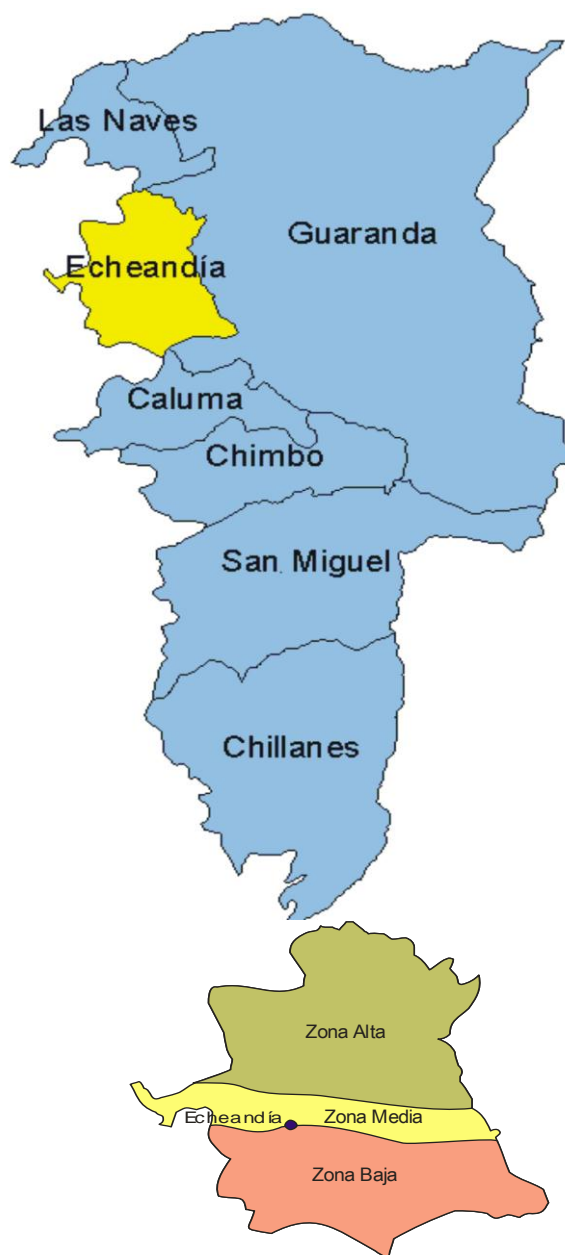 Las Naves
Guaranda
Echeandía
Caluma
Chimbo
San Miguel
Chillanes
Zona Alta
Echeandía
Zona Media
Zona Baja